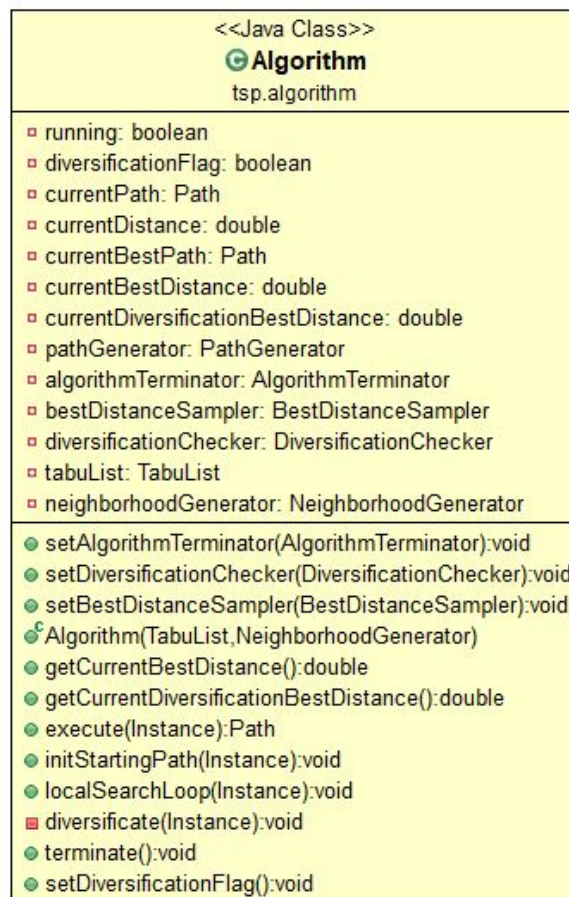 <<Java Class>>
C Algorithm
tsp.algorithm
running: boolean
diversificationFlag: boolean
currentPath: Path
currentDistance: double
currentBestPath: Path
currentBestDistance: double
currentDiversificationBestDistance: double
pathGenerator: PathGenerator
algorithmTerminator: AlgorithmTerminator
bestDistanceSampler: BestDistanceSampler
diversificationChecker: DiversificationChecker
tabuList: TabuList
neighborhoodGenerator: NeighborhoodGenerator
setAlgorithmTerminator(AlgorithmTerminator):void
setDiversificationChecker(DiversificationChecker):void
setBestDistanceSampler(BestDistanceSampler):void
c Algorithm(TabuList,NeighborhoodGenerator)
getCurrentBestDistance():double
getCurrentDiversificationBestDistance():double
execute(Instance):Path
initStartingPath(Instance):void
localSearchLoop(Instance):void
diversificate(Instance):void
terminate():void
setDiversificationFlag():void